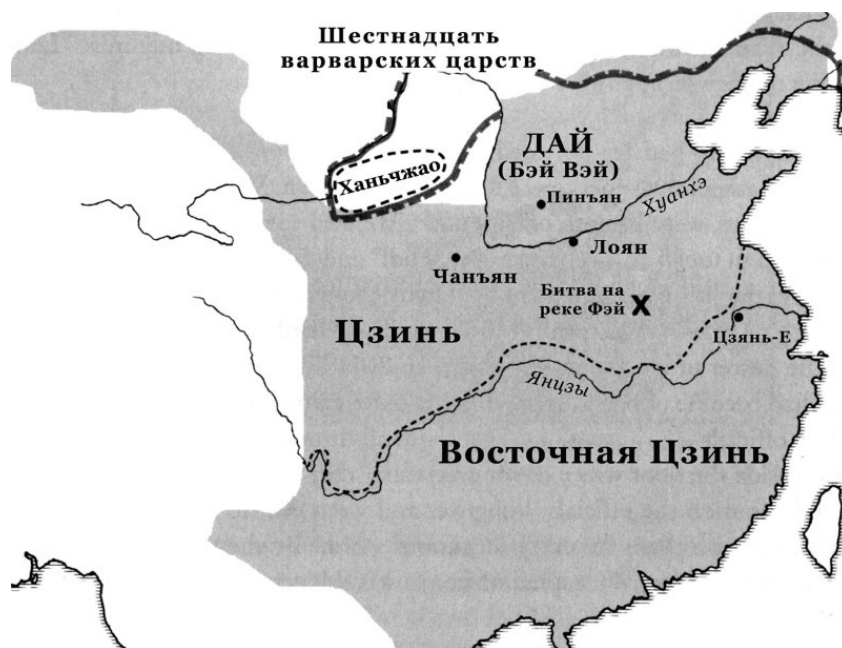 Шестнадцать
варварских царств
ДАЙ
(Бэй Вэй)
Ханьчжао
Пинъян
Хуанхэ
Лоян
Чанъян
Битва на
реке Фэй X
Цзянь-Е
Цзинь
Янцзы
Восточная Цзинь